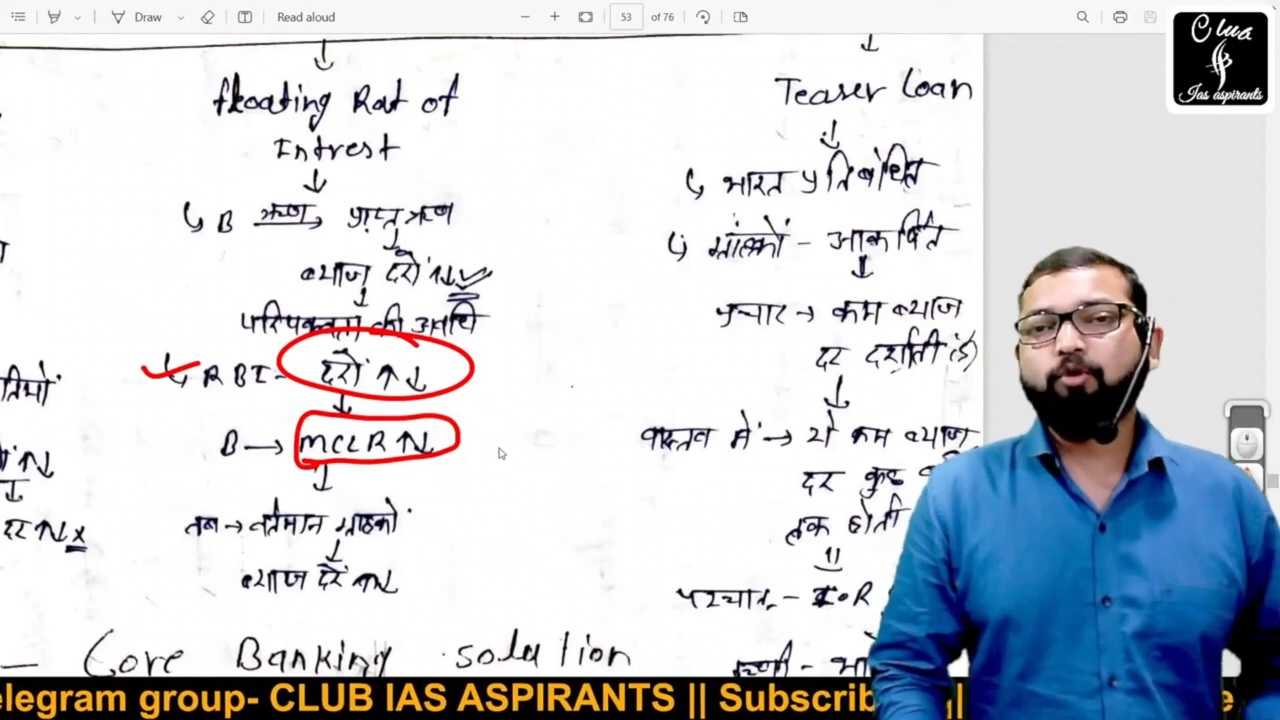 Draw
Read aloud
53
of 76
Club
Ias aspirants
floating Rat of
Intrest
B ऋण प्रदत्त ऋण
ब्याज दरों ↑↓
परिपक्वता की अवधि
RBI - दरों ↑↓
B → MCLR ↑↓
तब → वर्तमान ग्राहकों
ब्याज दरें ↑↓
Teaser Loan
भारत प्रतिबंधित
ग्राहकों - आकर्षित
प्रचार → कम ब्याज
दर दर्शाती
वास्तव में → ये कम ब्याज
दर कुछ
तक होती
पश्चात -
दर ↑↓ x
— Core Banking solution
elegram group- CLUB IAS ASPIRANTS || Subscrib